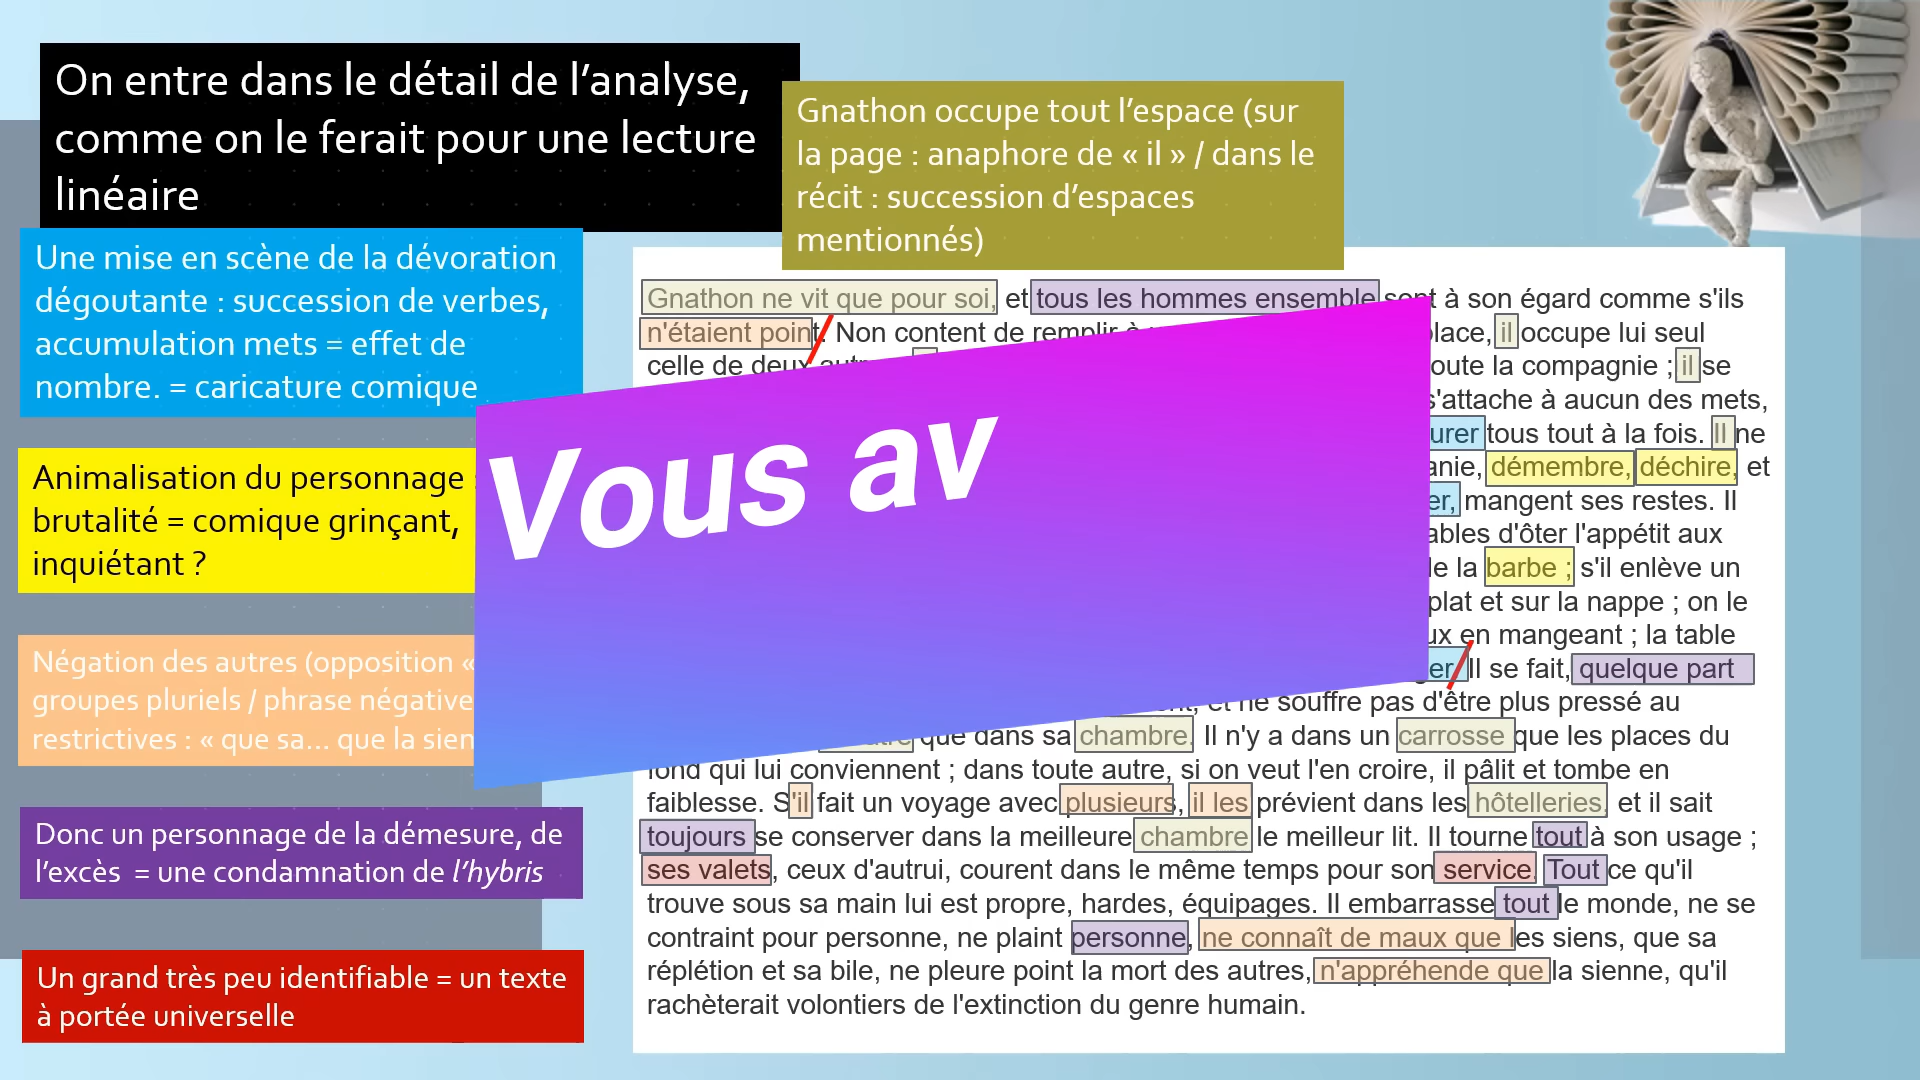 On entre dans le détail de l'analyse,
comme on le ferait pour une lecture
linéaire
Gnathon occupe tout l'espace (sur
la page : anaphore de « il » / dans le
récit : succession d'espaces
mentionnés)
Une mise en scène de la dévoration
dégoutante : succession de verbes,
accumulation mets = effet de
nombre. = caricature comique
Animalisation du personnage :
brutalité = comique grinçant,
inquiétant ?
Négation des autres (opposition «
groupes pluriels / phrase négative
restrictives : « que sa... que la sien
Donc un personnage de la démesure, de
l'excès = une condamnation de l'hybris
Un grand très peu identifiable = un texte
à portée universelle
Vous av
Gnathon ne vit que pour soi, et tous les hommes ensemble sont à son égard comme s'ils
n'étaient point. Non content de remplir à place, il occupe lui seul
celle de deux oute la compagnie ; il se
s'attache à aucun des mets,
urer tous tout à la fois. Il ne
anie, démembre, déchire, et
er, mangent ses restes. Il
ables d'ôter l'appétit aux
de la barbe ; s'il enlève un
plat et sur la nappe ; on le
ux en mangeant ; la table
er. Il se fait, quelque part
et ne souffre pas d'être plus pressé au
que dans sa chambre. Il n'y a dans un carrosse que les places du
fond qui lui conviennent ; dans toute autre, si on veut l'en croire, il pâlit et tombe en
faiblesse. S'il fait un voyage avec plusieurs, il les prévient dans les hôtelleries, et il sait
toujours se conserver dans la meilleure chambre le meilleur lit. Il tourne tout à son usage ;
ses valets, ceux d'autrui, courent dans le même temps pour son service. Tout ce qu'il
trouve sous sa main lui est propre, hardes, équipages. Il embarrasse tout le monde, ne se
contraint pour personne, ne plaint personne, ne connaît de maux que les siens, que sa
réplétion et sa bile, ne pleure point la mort des autres, n'appréhende que la sienne, qu'il
rachèterait volontiers de l'extinction du genre humain.